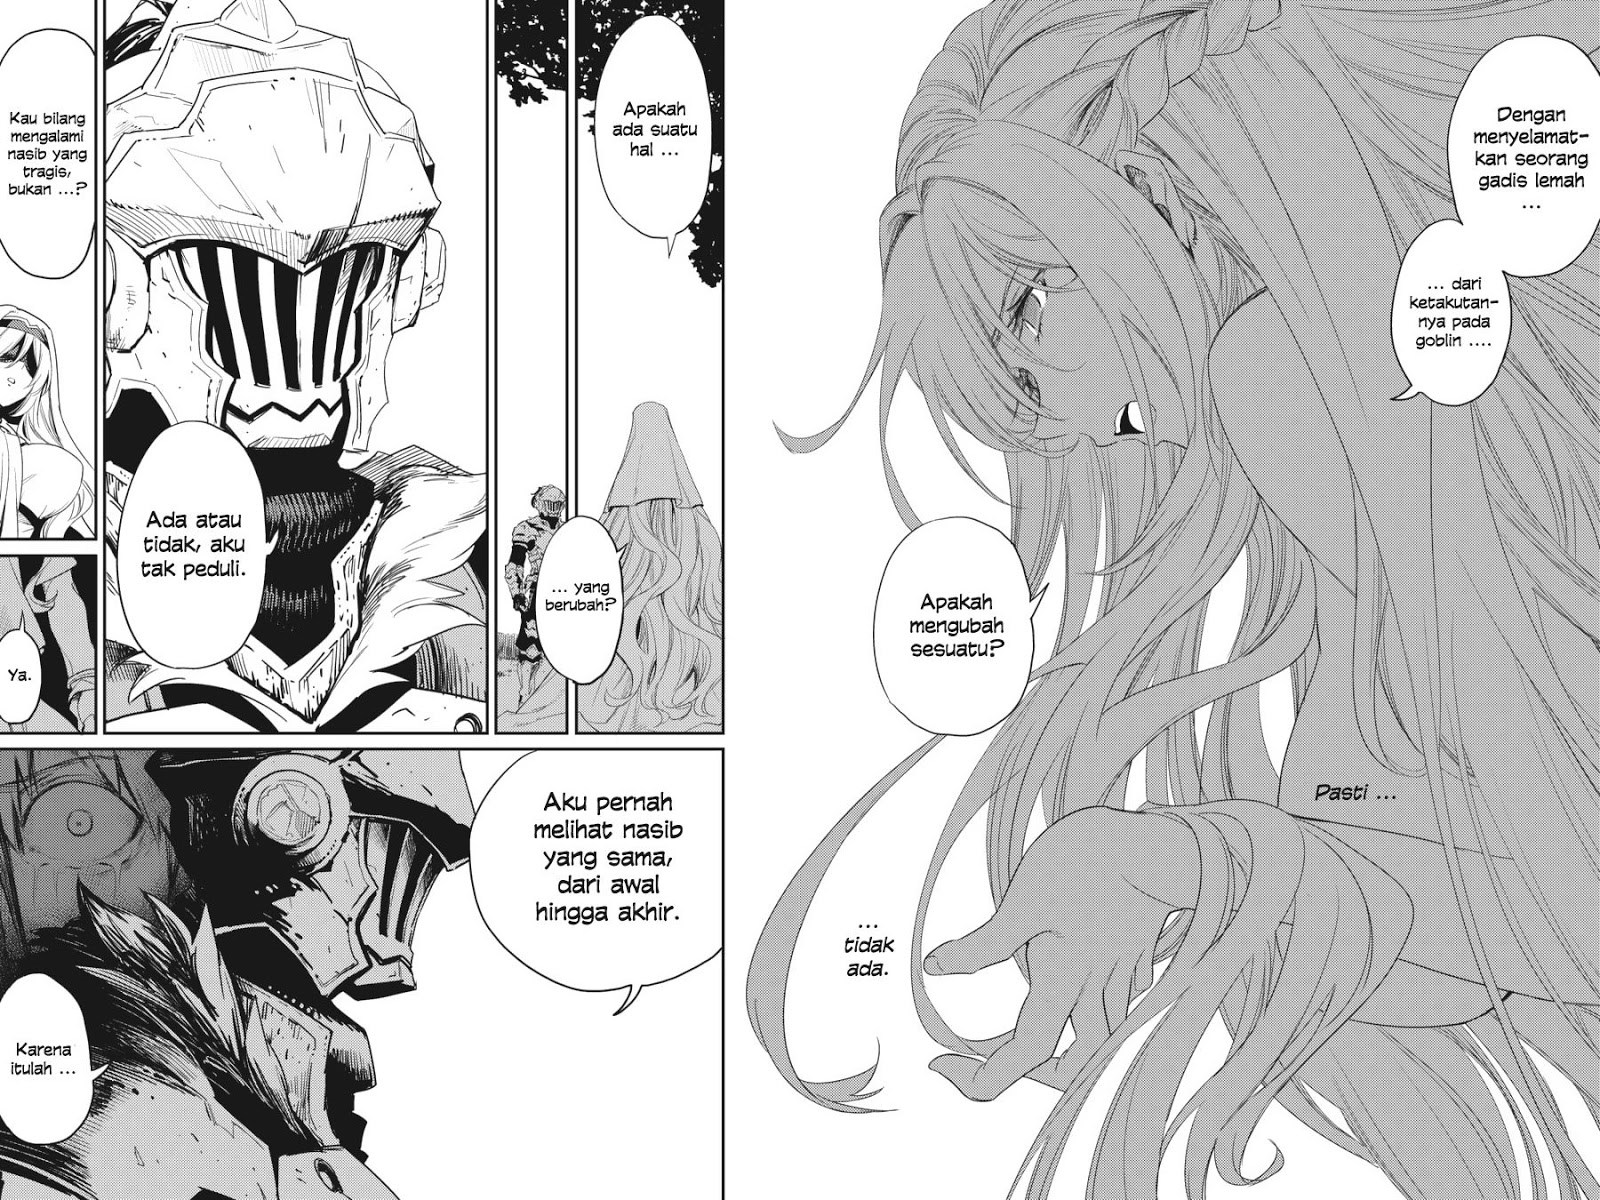 Dengan
menyelamat-
kan seorang
gadis lemah
...
... dari
ketakutan-
nya pada
goblin ....
Apakah
mengubah
sesuatu?
Pasti ...
...
tidak
ada.
Apakah
ada suatu
hal ...
... yang
berubah?
Ada atau
tidak, aku
tak peduli.
Kau bilang
mengalami
nasib yang
tragis,
bukan ...?
Ya.
Aku pernah
melihat nasib
yang sama,
dari awal
hingga akhir.
Karena
itulah ...